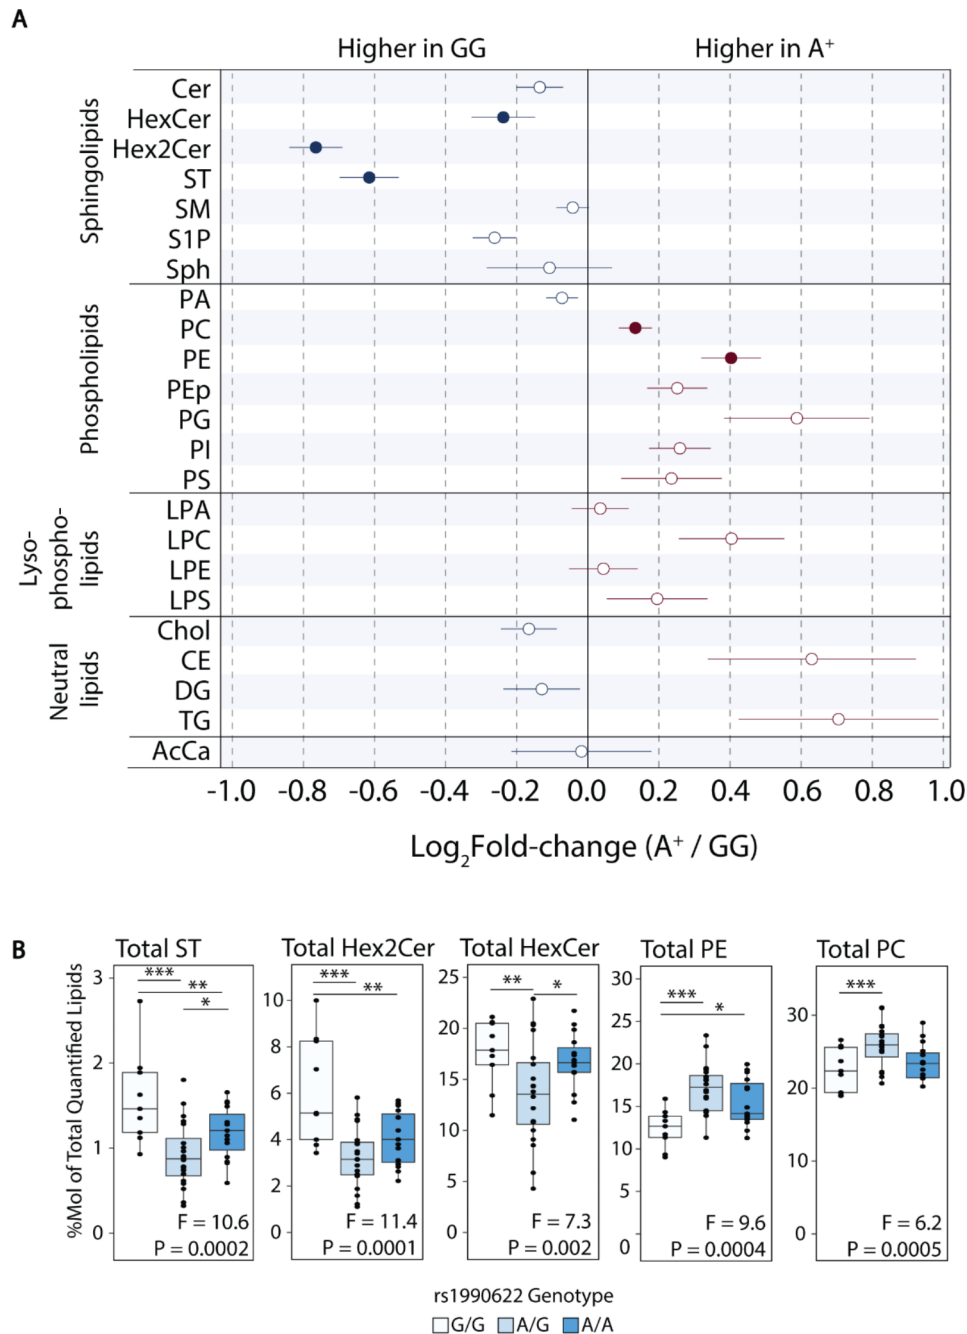 A
Higher in GG
Higher in A+
Sphingolipids
Cer
HexCer
Hex2Cer
ST
SM
S1P
Sph
Phospholipids
PA
PC
PE
PEp
PG
PI
PS
Lyso-
phospho-
lipids
LPA
LPC
LPE
LPS
Neutral
lipids
Chol
CE
DG
TG
AcCa
-1.0 -0.8 -0.6 -0.4 -0.2 0.0 0.2 0.4 0.6 0.8 1.0
Log2Fold-change (A+ / GG)
B
%Mol of Total Quantified Lipids
Total ST
3
2
1
0
***
**
*
F = 10.6
P = 0.0002
Total Hex2Cer
10
8
6
4
2
0
***
**
F = 11.4
P = 0.0001
Total HexCer
25
20
15
10
5
0
** *
F = 7.3
P = 0.002
Total PE
30
25
20
15
10
5
0
***
*
F = 9.6
P = 0.0004
Total PC
30
20
10
0
***
F = 6.2
P = 0.0005
rs1990622 Genotype
G/G A/G A/A